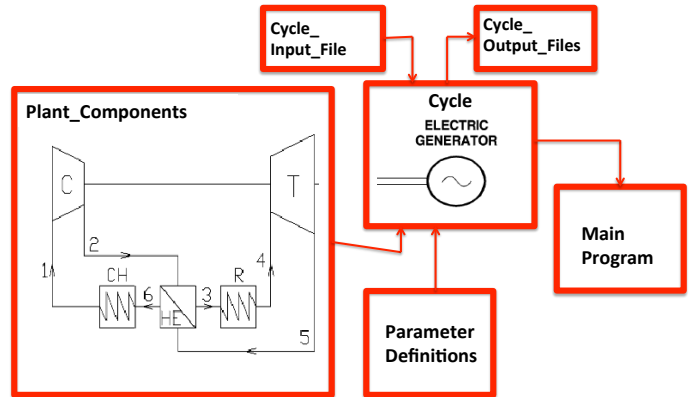 Cycle_
Input_File
Cycle_
Output_Files
Plant_Components
Cycle
ELECTRIC
GENERATOR
C
T
2
1
CH
6
HE
3
R
4
5
Main
Program
Parameter
Definitions